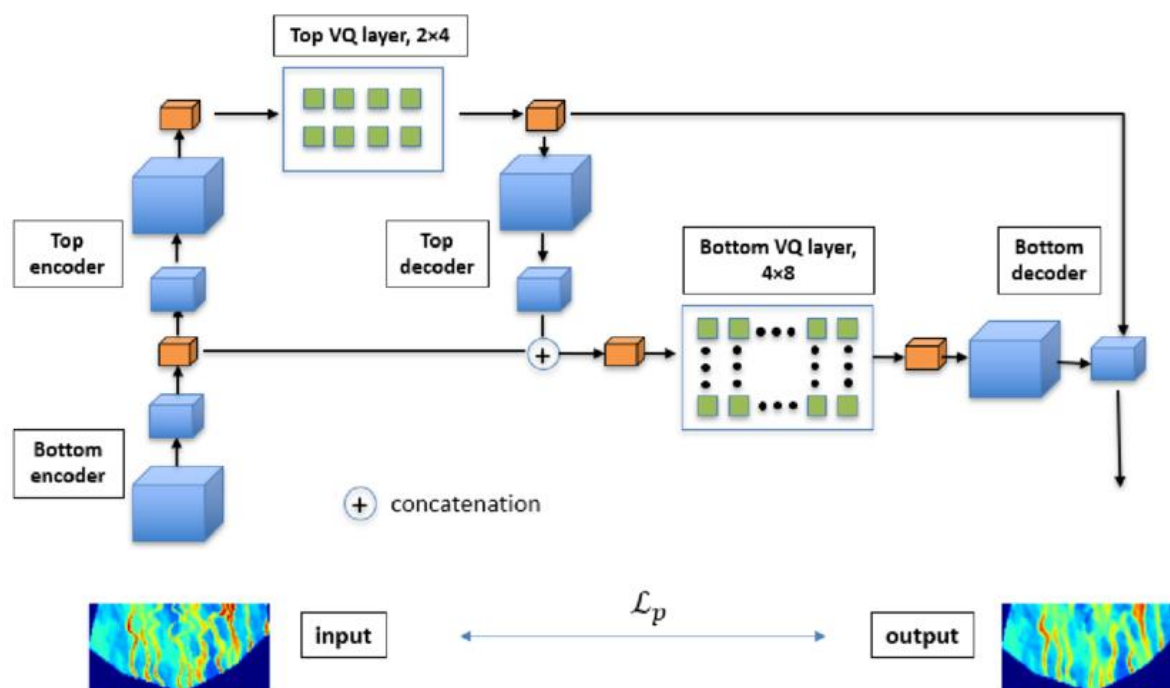 Top VQ layer, 2×4
Top
encoder
Top
decoder
Bottom VQ layer,
4×8
Bottom
decoder
Bottom
encoder
+
+ concatenation
input
ℒp
output